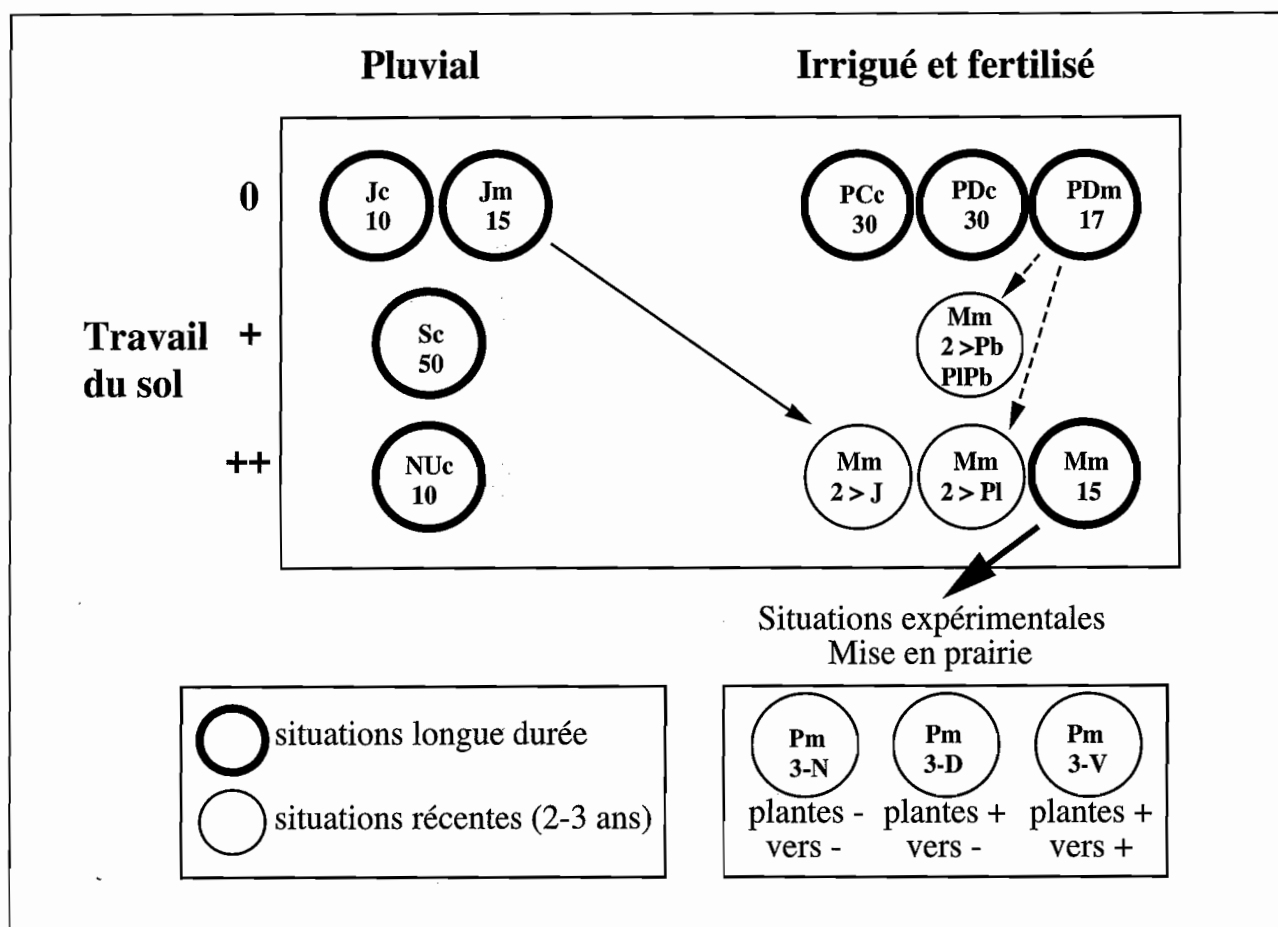 Pluvial
Irrigué et fertilisé
0
Jc
10
Jm
15
PCc
30
PDc
30
PDm
17
Travail
du sol
+
Sc
50
Mm
2 >Pb
PlPb
++
NUc
10
Mm
2 > J
Mm
2 > Pl
Mm
15
Situations expérimentales
Mise en prairie
situations longue durée
situations récentes (2-3 ans)
Pm
3-N
Pm
3-D
Pm
3-V
plantes -
vers -
plantes +
vers -
plantes +
vers +